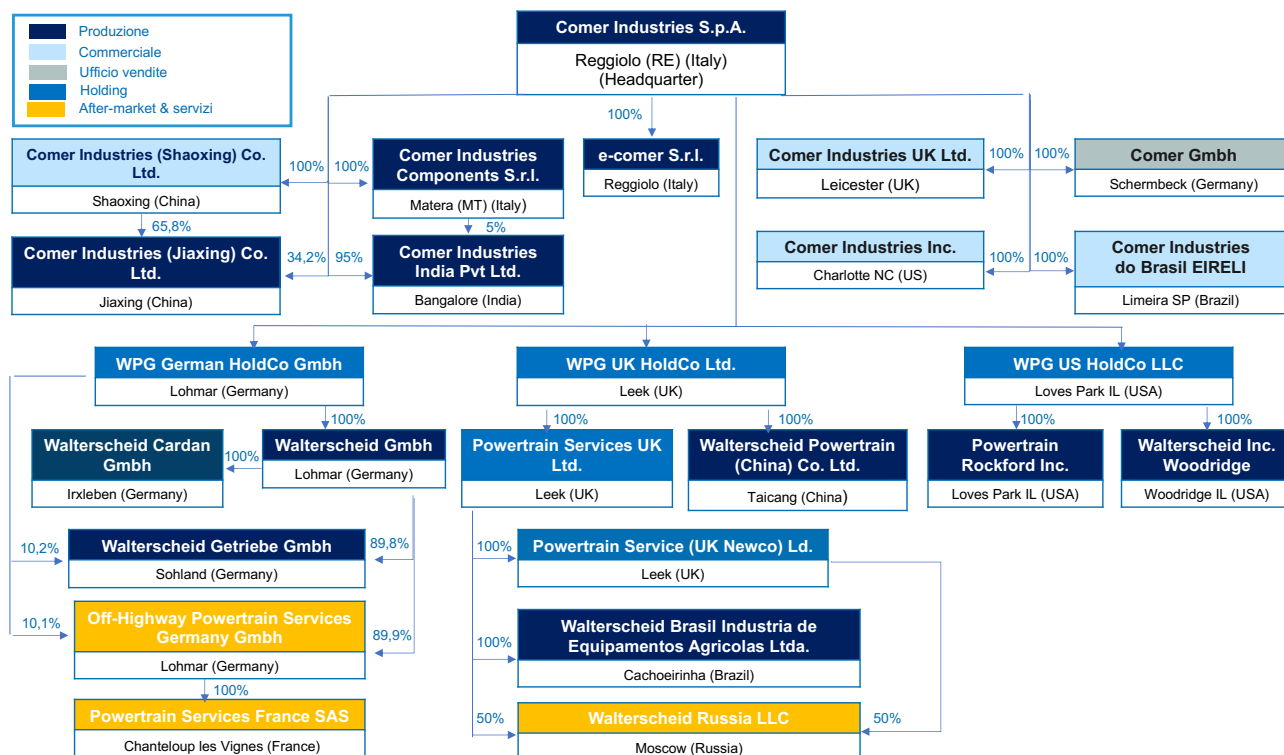 Produzione
Commerciale
Ufficio vendite
Holding
After-market & servizi
Comer Industries S.p.A.
Reggiolo (RE) (Italy)
(Headquarter)
100%
Comer Industries (Shaoxing) Co.
Ltd.
Shaoxing (China)
100%
100%
Comer Industries
Components S.r.l.
Matera (MT) (Italy)
e-comer S.r.l.
Reggiolo (Italy)
Comer Industries UK Ltd.
Leicester (UK)
100%
100%
Comer Gmbh
Schermbeck (Germany)
65,8%
5%
Comer Industries (Jiaxing) Co.
Ltd.
Jiaxing (China)
34,2%
95%
Comer Industries
India Pvt Ltd.
Bangalore (India)
Comer Industries Inc.
Charlotte NC (US)
100%
100%
Comer Industries
do Brasil EIRELI
Limeira SP (Brazil)
WPG German HoldCo Gmbh
Lohmar (Germany)
WPG UK HoldCo Ltd.
Leek (UK)
WPG US HoldCo LLC
Loves Park IL (USA)
100%
100%
100%
100%
100%
Walterscheid Cardan
Gmbh
Irxleben (Germany)
100%
Walterscheid Gmbh
Lohmar (Germany)
Powertrain Services UK
Ltd.
Leek (UK)
Walterscheid Powertrain
(China) Co. Ltd.
Taicang (China)
Powertrain
Rockford Inc.
Loves Park IL (USA)
Walterscheid Inc.
Woodridge
Woodridge IL (USA)
10,2%
Walterscheid Getriebe Gmbh
Sohland (Germany)
89,8%
100%
Powertrain Service (UK Newco) Ld.
Leek (UK)
10,1%
Off-Highway Powertrain Services
Germany Gmbh
Lohmar (Germany)
89,9%
100%
Walterscheid Brasil Industria de
Equipamentos Agricolas Ltda.
Cachoeirinha (Brazil)
100%
Powertrain Services France SAS
Chanteloup les Vignes (France)
50%
Walterscheid Russia LLC
Moscow (Russia)
50%